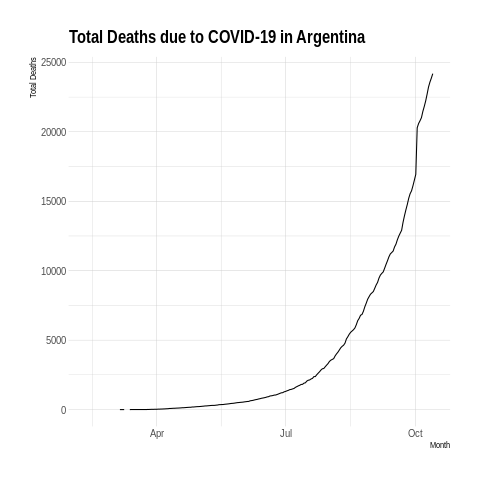 Total Deaths due to COVID-19 in Argentina
Total Deaths
25000
20000
15000
10000
5000
0
Apr Jul Oct
Month